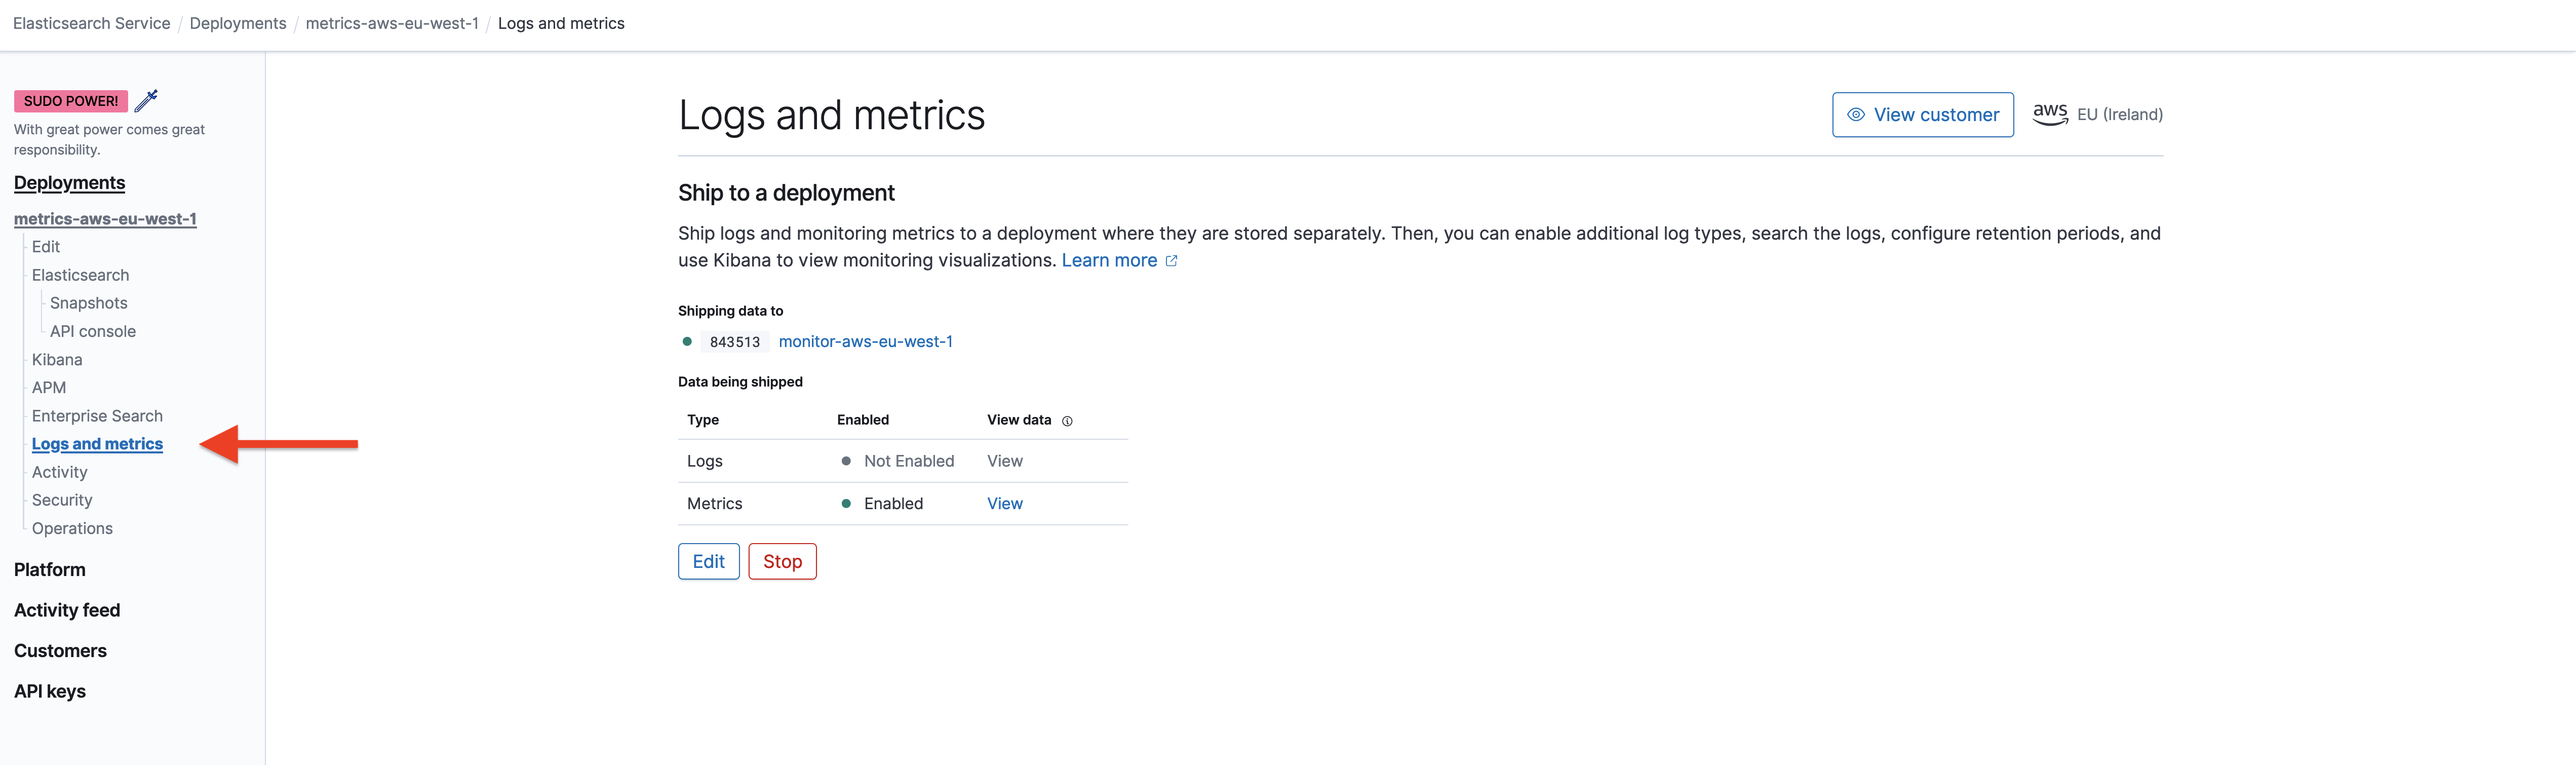 Elasticsearch Service / Deployments / metrics-aws-eu-west-1 / Logs and metrics
SUDO POWER!
With great power comes great
responsibility.
Deployments
metrics-aws-eu-west-1
Edit
Elasticsearch
Snapshots
API console
Kibana
APM
Enterprise Search
Logs and metrics
Activity
Security
Operations
Platform
Activity feed
Customers
API keys
Logs and metrics
View customer
aws EU (Ireland)
Ship to a deployment
Ship logs and monitoring metrics to a deployment where they are stored separately. Then, you can enable additional log types, search the logs, configure retention periods, and
use Kibana to view monitoring visualizations. Learn more
Shipping data to
843513 monitor-aws-eu-west-1
Data being shipped
Type Enabled View data
Logs Not Enabled View
Metrics Enabled View
Edit Stop